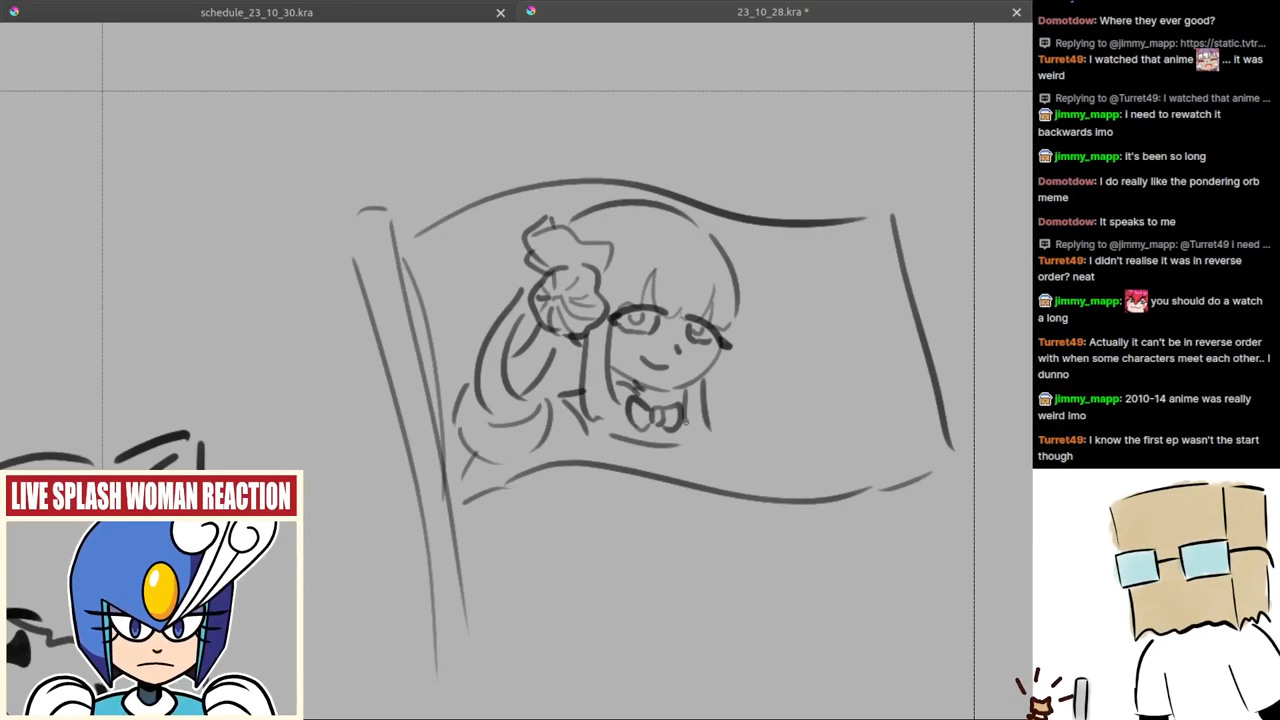 schedule_23_10_30.kra
23_10_28.kra *
Domotdow: Where they ever good?
Replying to @jimmy_mapp: https://static.tvtr...
Turret49: I watched that anime ... it was
weird
Replying to @Turret49: I watched that anime ...
jimmy_mapp: i need to rewatch it
backwards imo
jimmy_mapp: it's been so long
Domotdow: I do really like the pondering orb
meme
Domotdow: It speaks to me
Replying to @jimmy_mapp: @Turret49 i need ...
Turret49: I didn't realise it was in reverse
order? neat
jimmy_mapp: you should do a watch
a long
Turret49: Actually it can't be in reverse order
with when some characters meet each other.. I
dunno
jimmy_mapp: 2010-14 anime was really
weird imo
Turret49: I know the first ep wasn't the start
though
LIVE SPLASH WOMAN REACTION